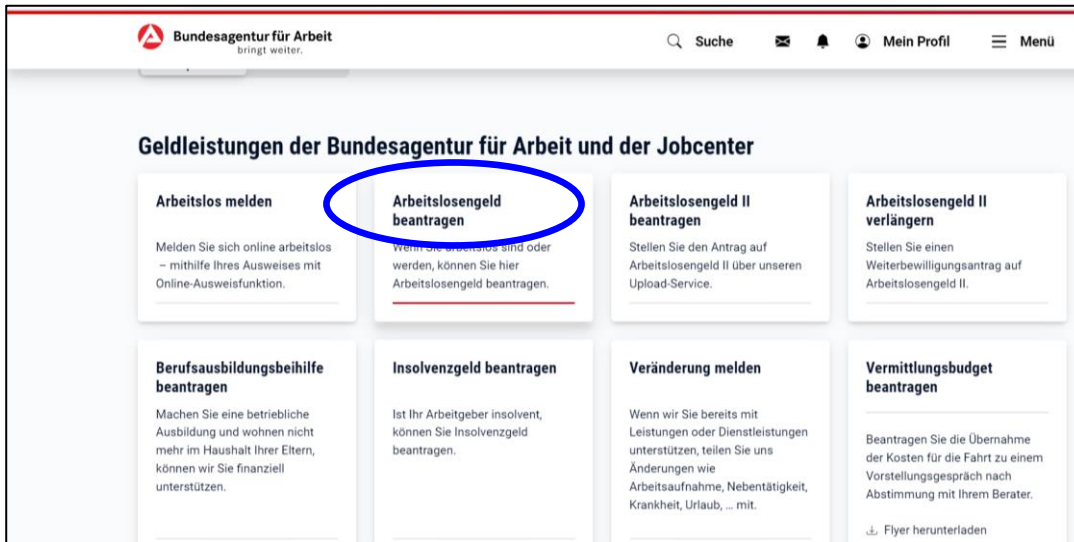 Bundesagentur für Arbeit
bringt weiter.
Suche
Mein Profil
Menü
Geldleistungen der Bundesagentur für Arbeit und der Jobcenter
Arbeitslos melden
Melden Sie sich online arbeitslos
– mithilfe Ihres Ausweises mit
Online-Ausweisfunktion.
Arbeitslosengeld
beantragen
Wenn Sie arbeitslos sind oder
werden, können Sie hier
Arbeitslosengeld beantragen.
Arbeitslosengeld II
beantragen
Stellen Sie den Antrag auf
Arbeitslosengeld II über unseren
Upload-Service.
Arbeitslosengeld II
verlängern
Stellen Sie einen
Weiterbewilligungsantrag auf
Arbeitslosengeld II.
Berufsausbildungsbeihilfe
beantragen
Machen Sie eine betriebliche
Ausbildung und wohnen nicht
mehr im Haushalt Ihrer Eltern,
können wir Sie finanziell
unterstützen.
Insolvenzgeld beantragen
Ist Ihr Arbeitgeber insolvent,
können Sie Insolvenzgeld
beantragen.
Veränderung melden
Wenn wir Sie bereits mit
Leistungen oder Dienstleistungen
unterstützen, teilen Sie uns
Änderungen wie
Arbeitsaufnahme, Nebentätigkeit,
Krankheit, Urlaub, ... mit.
Vermittlungsbudget
beantragen
Beantragen Sie die Übernahme
der Kosten für die Fahrt zu einem
Vorstellungsgespräch nach
Abstimmung mit Ihrem Berater.
Flyer herunterladen